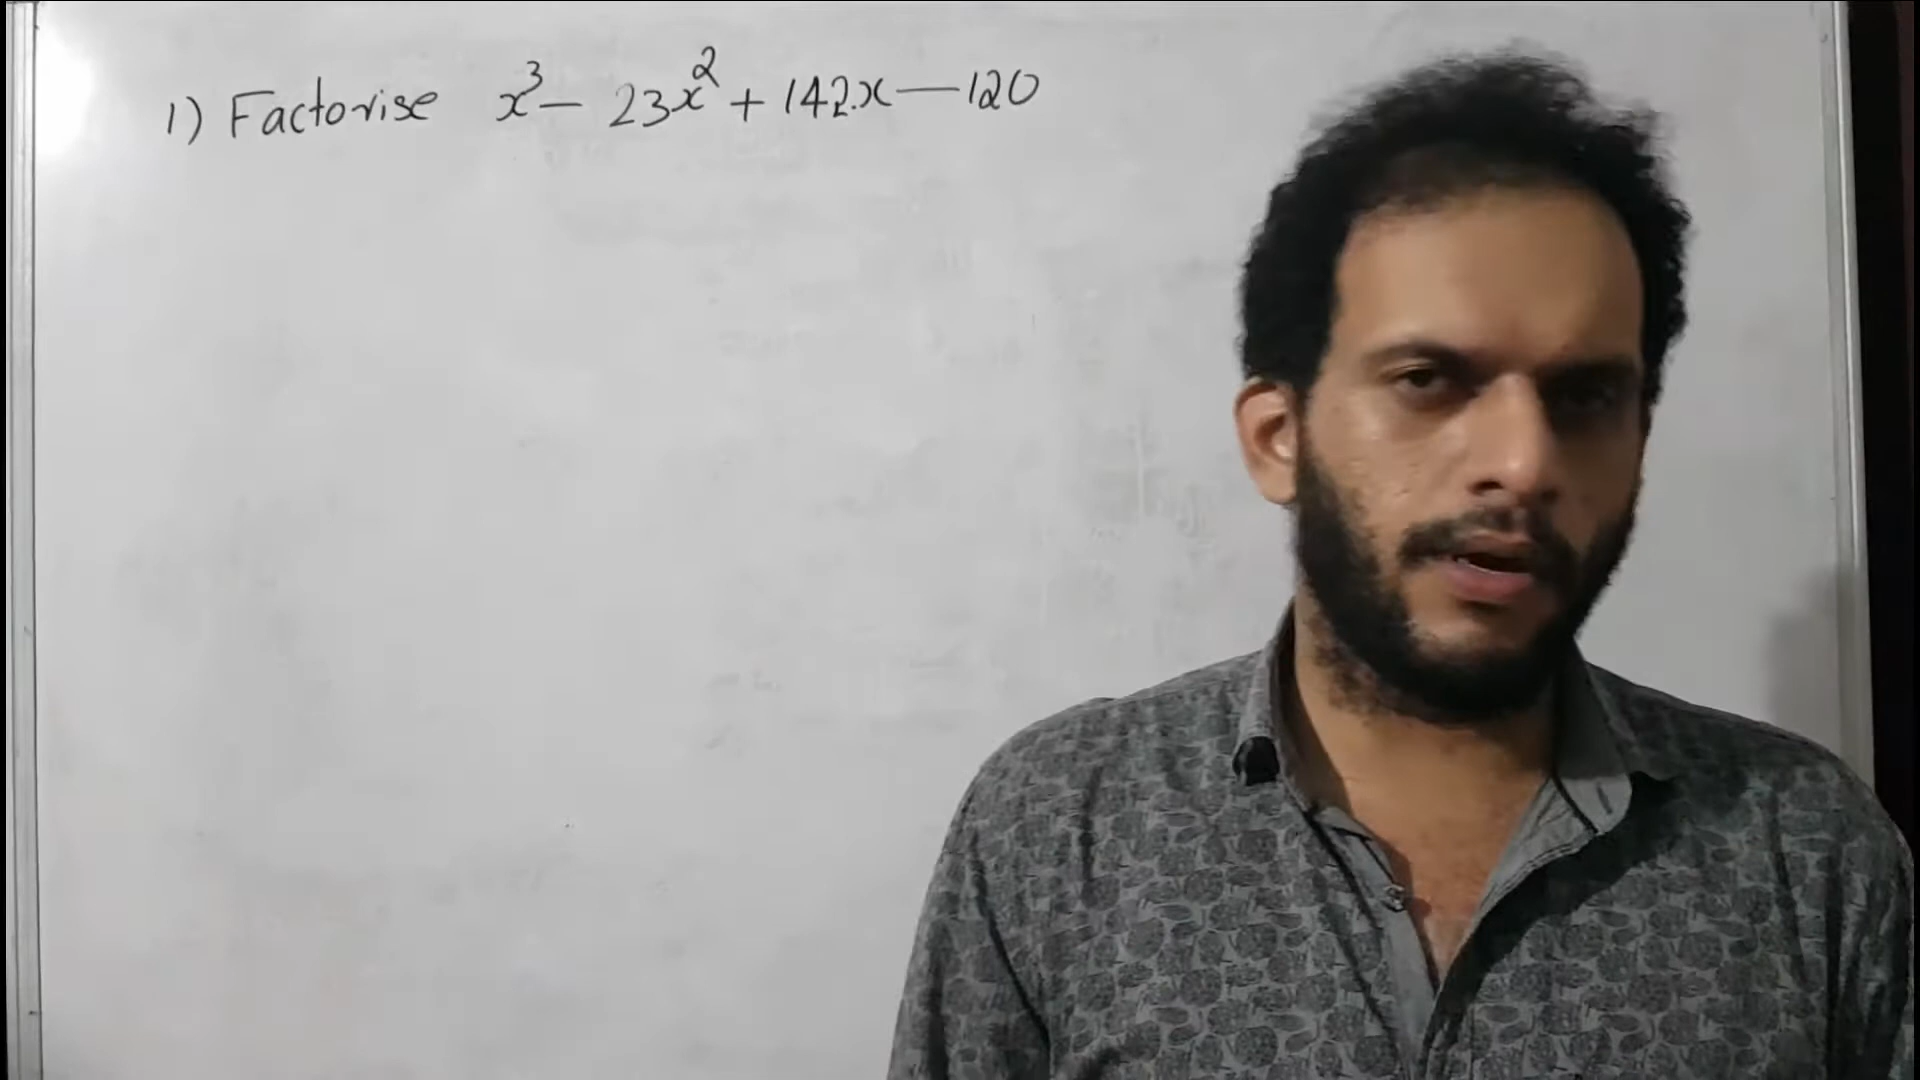 1) Factorise x³ – 23x² + 142x – 120